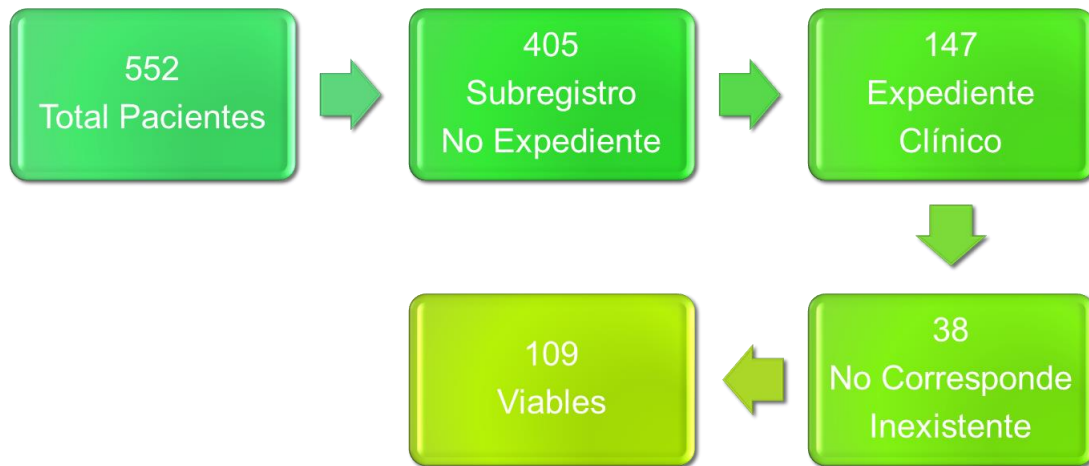 552
Total Pacientes
405
Subregistro
No Expediente
147
Expediente
Clínico
38
No Corresponde
Inexistente
109
Viables